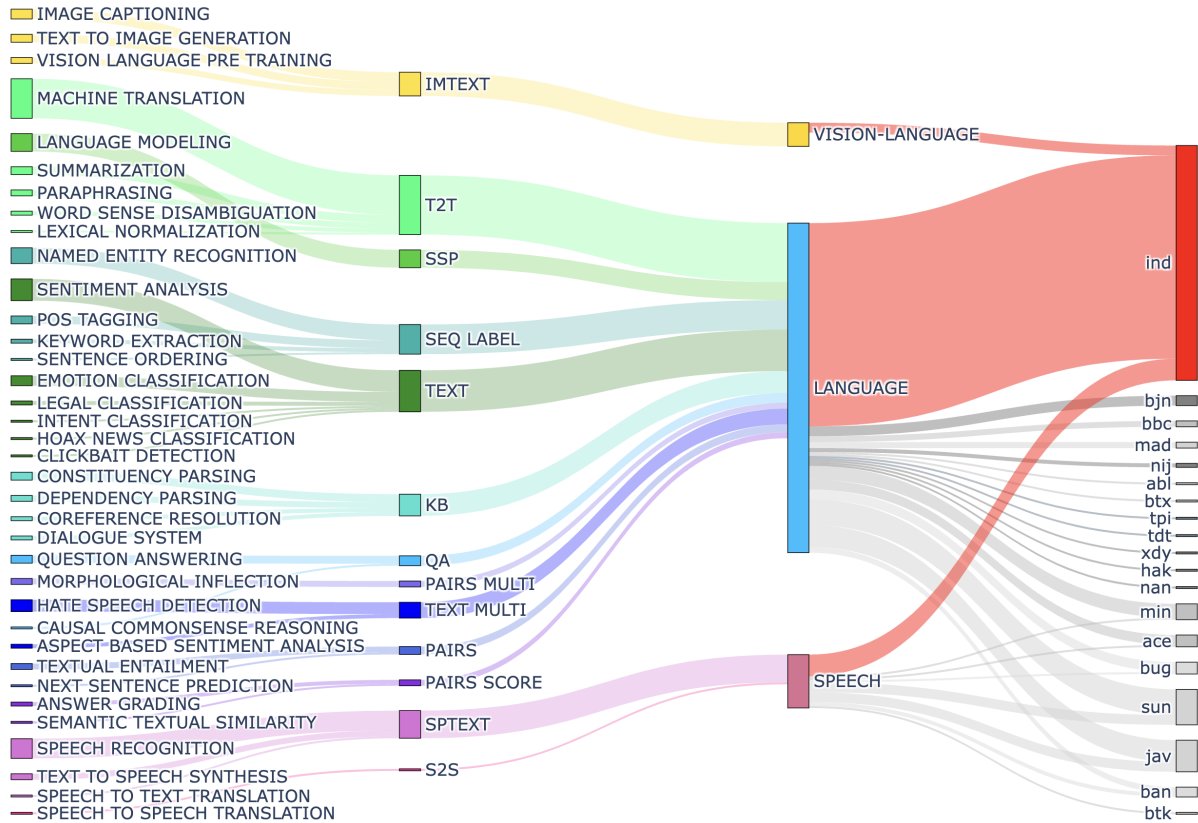 IMAGE CAPTIONING
TEXT TO IMAGE GENERATION
VISION LANGUAGE PRE TRAINING
MACHINE TRANSLATION
LANGUAGE MODELING
SUMMARIZATION
PARAPHRASING
WORD SENSE DISAMBIGUATION
LEXICAL NORMALIZATION
NAMED ENTITY RECOGNITION
SENTIMENT ANALYSIS
POS TAGGING
KEYWORD EXTRACTION
SENTENCE ORDERING
EMOTION CLASSIFICATION
LEGAL CLASSIFICATION
INTENT CLASSIFICATION
HOAX NEWS CLASSIFICATION
CLICKBAIT DETECTION
CONSTITUENCY PARSING
DEPENDENCY PARSING
COREFERENCE RESOLUTION
DIALOGUE SYSTEM
QUESTION ANSWERING
MORPHOLOGICAL INFLECTION
HATE SPEECH DETECTION
CAUSAL COMMONSENSE REASONING
ASPECT BASED SENTIMENT ANALYSIS
TEXTUAL ENTAILMENT
NEXT SENTENCE PREDICTION
ANSWER GRADING
SEMANTIC TEXTUAL SIMILARITY
SPEECH RECOGNITION
TEXT TO SPEECH SYNTHESIS
SPEECH TO TEXT TRANSLATION
SPEECH TO SPEECH TRANSLATION
IMTEXT
T2T
SSP
SEQ LABEL
TEXT
KB
QA
PAIRS MULTI
TEXT MULTI
PAIRS
PAIRS SCORE
SPTEXT
S2S
VISION-LANGUAGE
LANGUAGE
SPEECH
ind
bjn
bbc
mad
nij
abl
btx
tpi
tdt
xdy
hak
nan
min
ace
bug
sun
jav
ban
btk